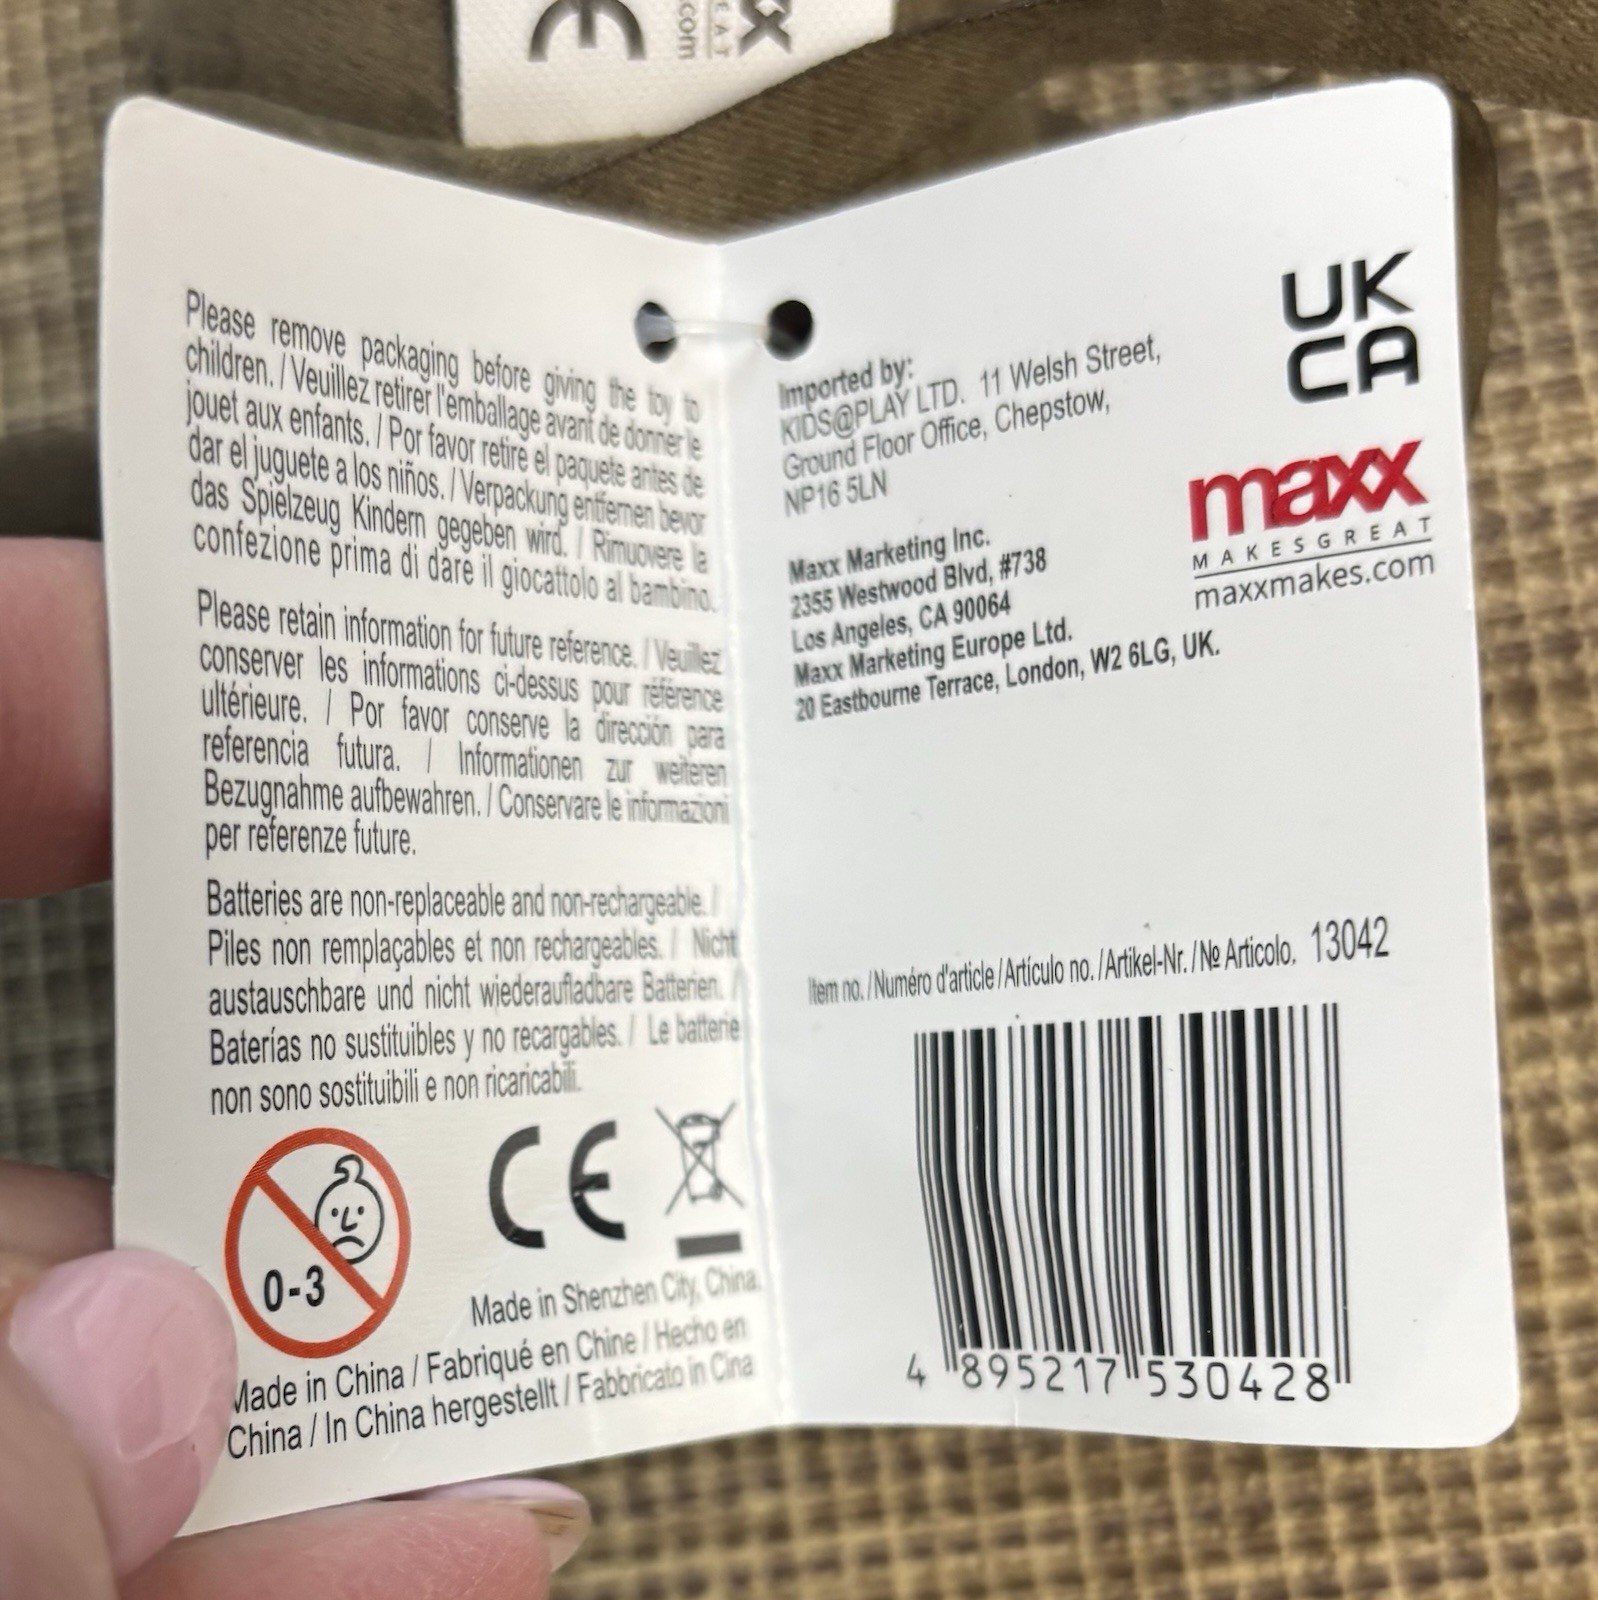 .com
EAT
xx
CE
Please remove packaging before giving the toy to
children. / Veuillez retirer l'emballage avant de donner le
jouet aux enfants. / Por favor retire el paquete antes de
dar el juguete a los niños. / Verpackung entfernen bevor
das Spielzeug Kindern gegeben wird. / Rimuovere la
confezione prima di dare il giocattolo al bambino.
Please retain information for future reference. / Veuillez
conserver les informations ci-dessus pour référence
ultérieure. / Por favor conserve la dirección para
referencia futura. / Informationen zur weiteren
Bezugnahme aufbewahren. / Conservare le informazioni
per referenze future.
Batteries are non-replaceable and non-rechargeable. /
Piles non remplaçables et non rechargeables. / Nicht
austauschbare und nicht wiederaufladbare Batterien. /
Baterías no sustituibles y no recargables. / Le batterie
non sono sostituibili e non ricaricabili.
0-3
CE
Made in Shenzhen City, China.
Made in China / Fabriqué en Chine / Hecho en
China / In China hergestellt / Fabbricato in Cina
UK
CA
Imported by:
KIDS@PLAY LTD. 11 Welsh Street,
Ground Floor Office, Chepstow,
NP16 5LN
maxx
MAKESGREAT
maxxmakes.com
Maxx Marketing Inc.
2355 Westwood Blvd, #738
Los Angeles, CA 90064
Maxx Marketing Europe Ltd.
20 Eastbourne Terrace, London, W2 6LG, UK.
Item no. / Numéro d'article / Artículo no. / Artikel-Nr. / № Articolo. 13042
4 895217 530428